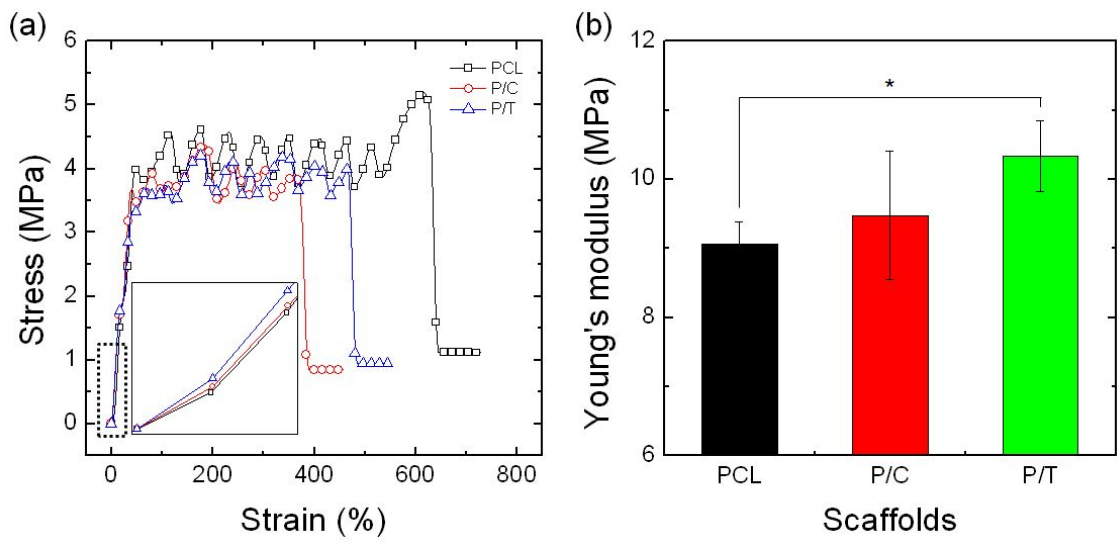 (a)
6
5
4
3
2
1
0
Stress (MPa)
PCL
P/C
P/T
0 200 400 600 800
Strain (%)
(b)
12
10
8
6
Young's modulus (MPa)
*
PCL P/C P/T
Scaffolds